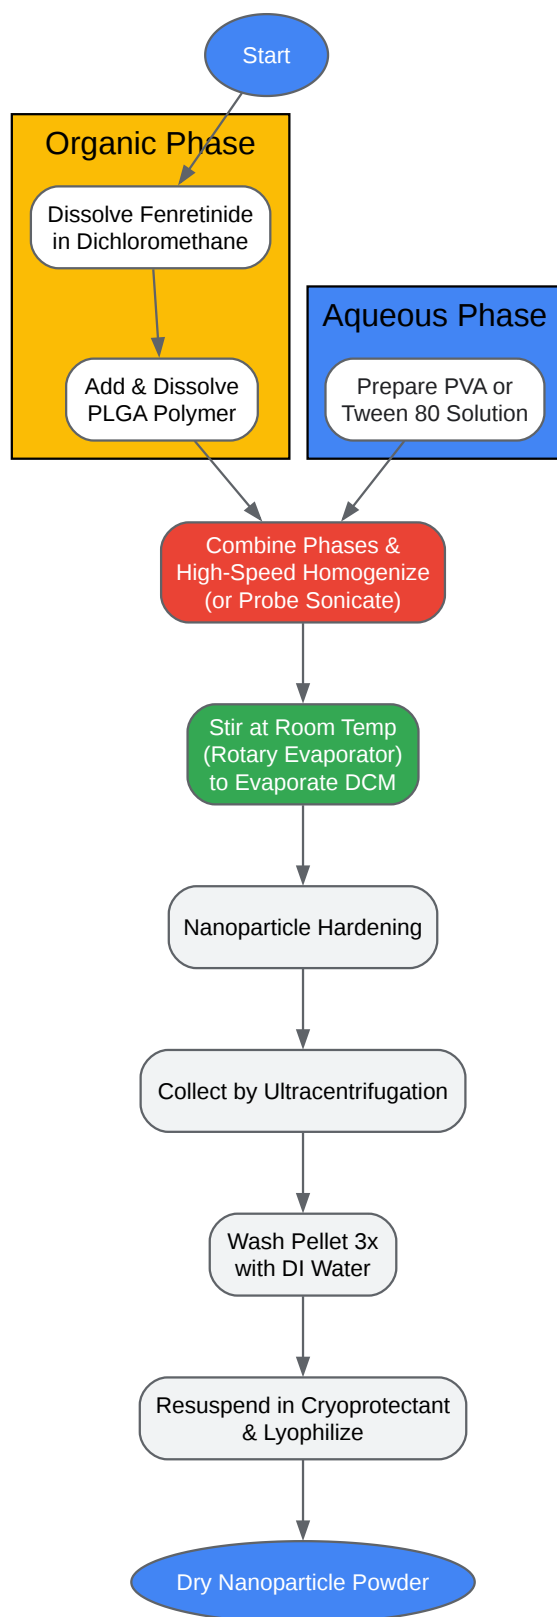 Start
Organic Phase
Dissolve Fenretinide
in Dichloromethane
Add & Dissolve
PLGA Polymer
Aqueous Phase
Prepare PVA or
Tween 80 Solution
Combine Phases &
High-Speed Homogenize
(or Probe Sonicate)
Stir at Room Temp
(Rotary Evaporator)
to Evaporate DCM
Nanoparticle Hardening
Collect by Ultracentrifugation
Wash Pellet 3x
with DI Water
Resuspend in Cryoprotectant
& Lyophilize
Dry Nanoparticle Powder